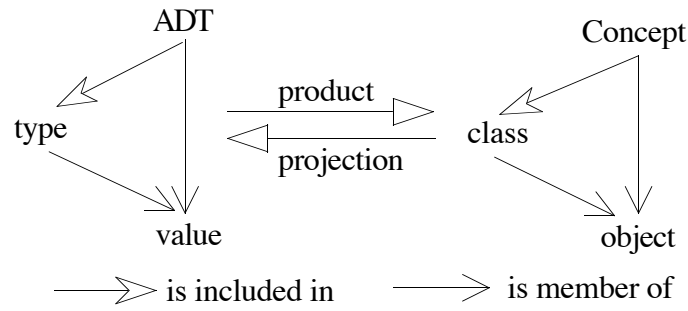 ADT
Concept
product
type
class
projection
value
object
is included in
is member of